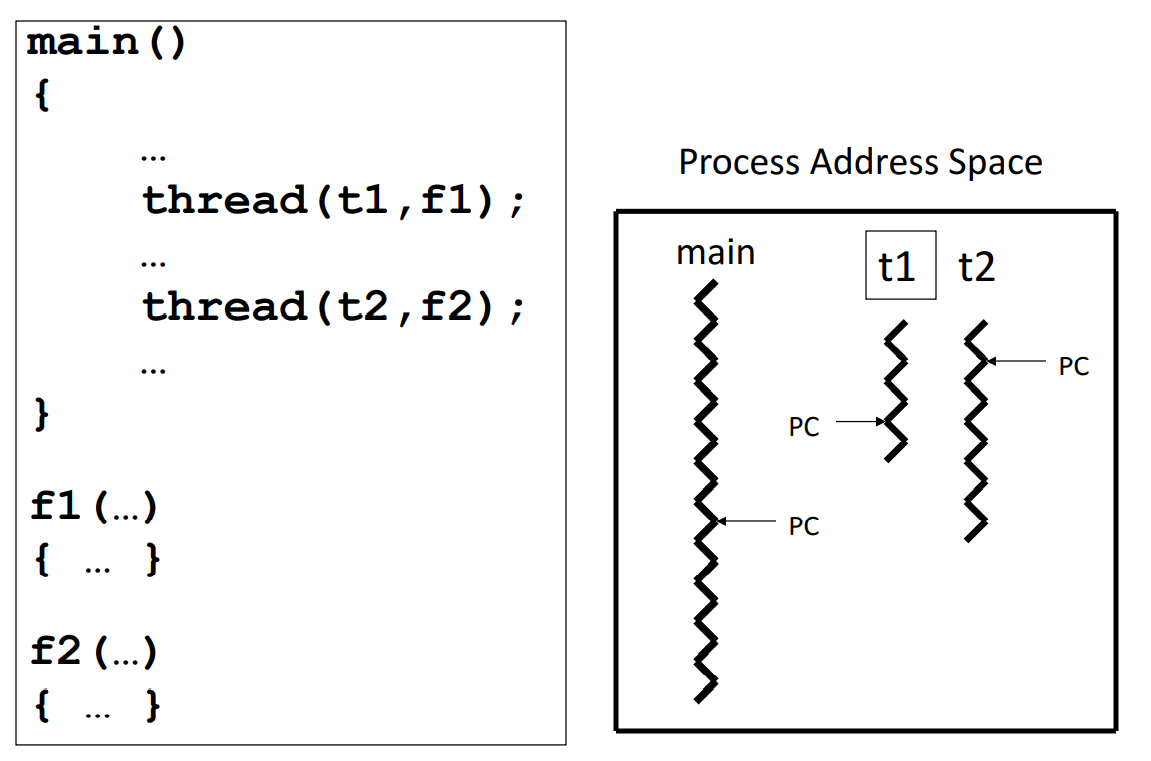 main()
{
…
thread(t1,f1);
…
thread(t2,f2);
…
}
f1(…)
{ … }
f2(…)
{ … }
Process Address Space
main
t1 t2
PC
PC
PC